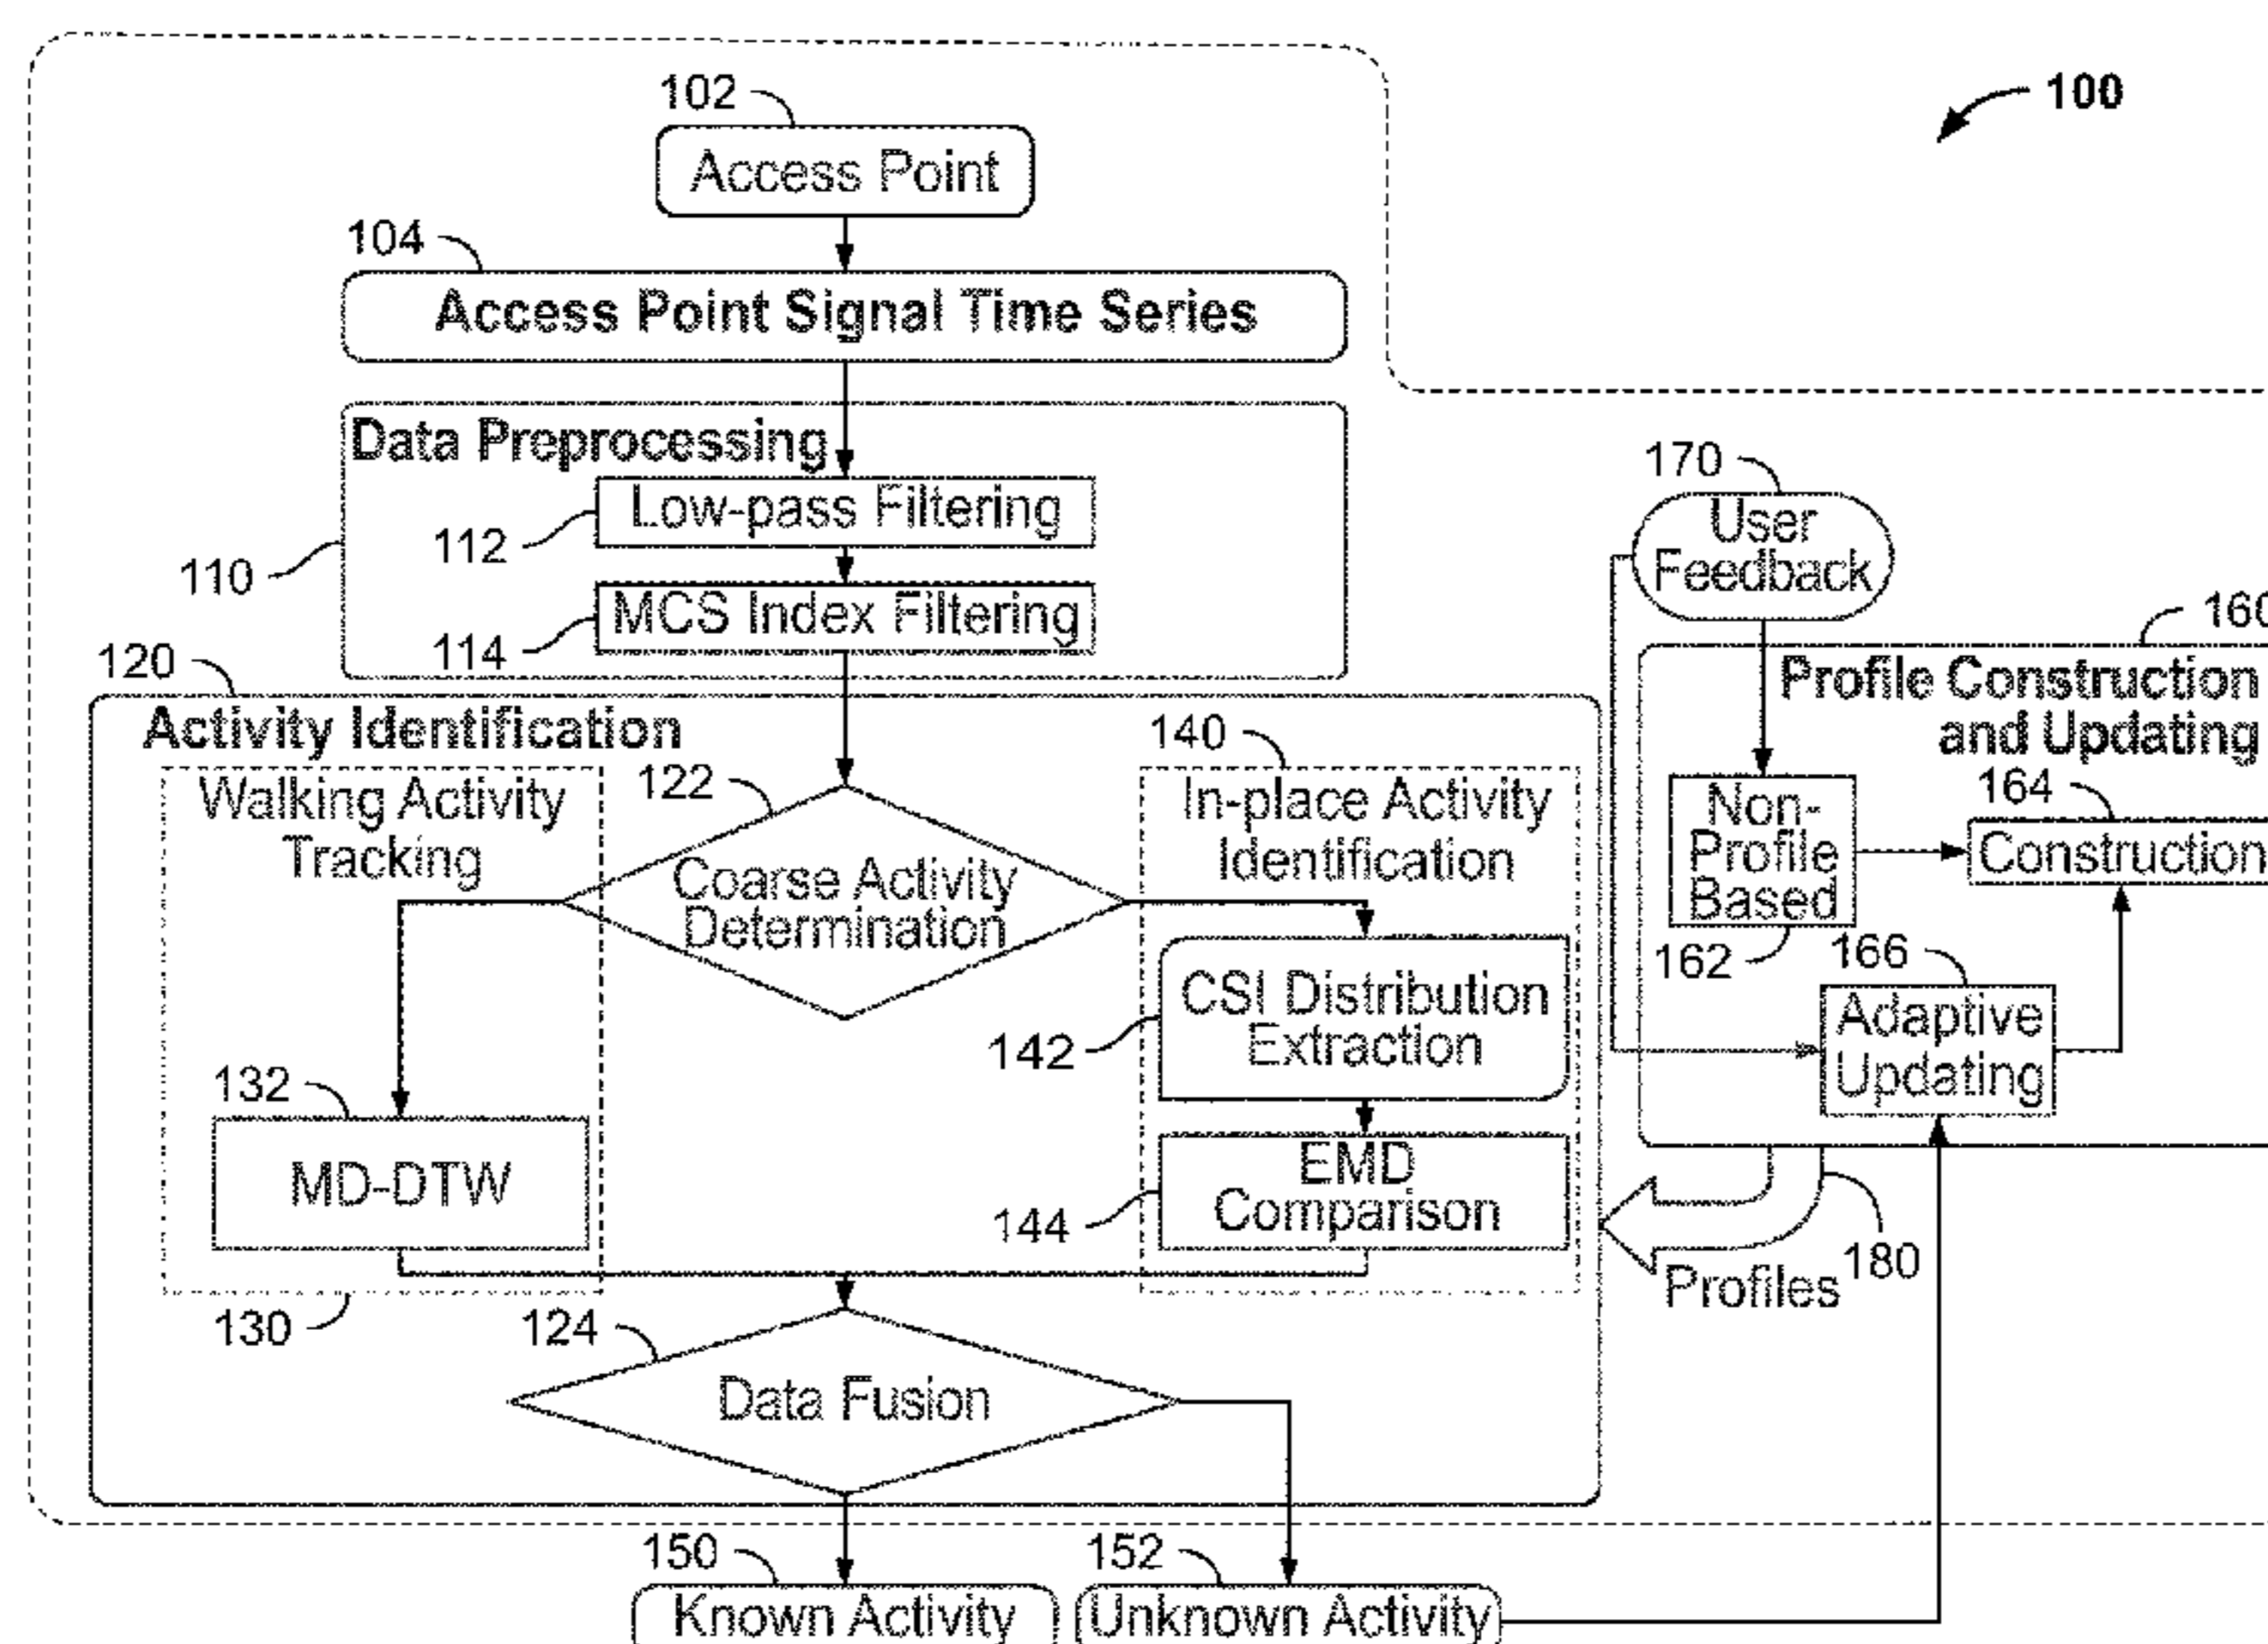 100
102
Access Point
104
Access Point Signal Time Series
Data Preprocessing
Low-pass Filtering
112
110
MCS Index Filtering
114
170
User
Feedback
160
Profile Construction
and Updating
120
Activity Identification
140
Walking Activity
Tracking
122
In-place Activity
Identification
Coarse Activity
Determination
164
Non-
Profile
Based
Construction
162
166
CSI Distribution
Extraction
142
Adaptive
Updating
132
MD-DTW
EMD
Comparison
144
180
Profiles
130
124
Data Fusion
150
152
Known Activity
Unknown Activity